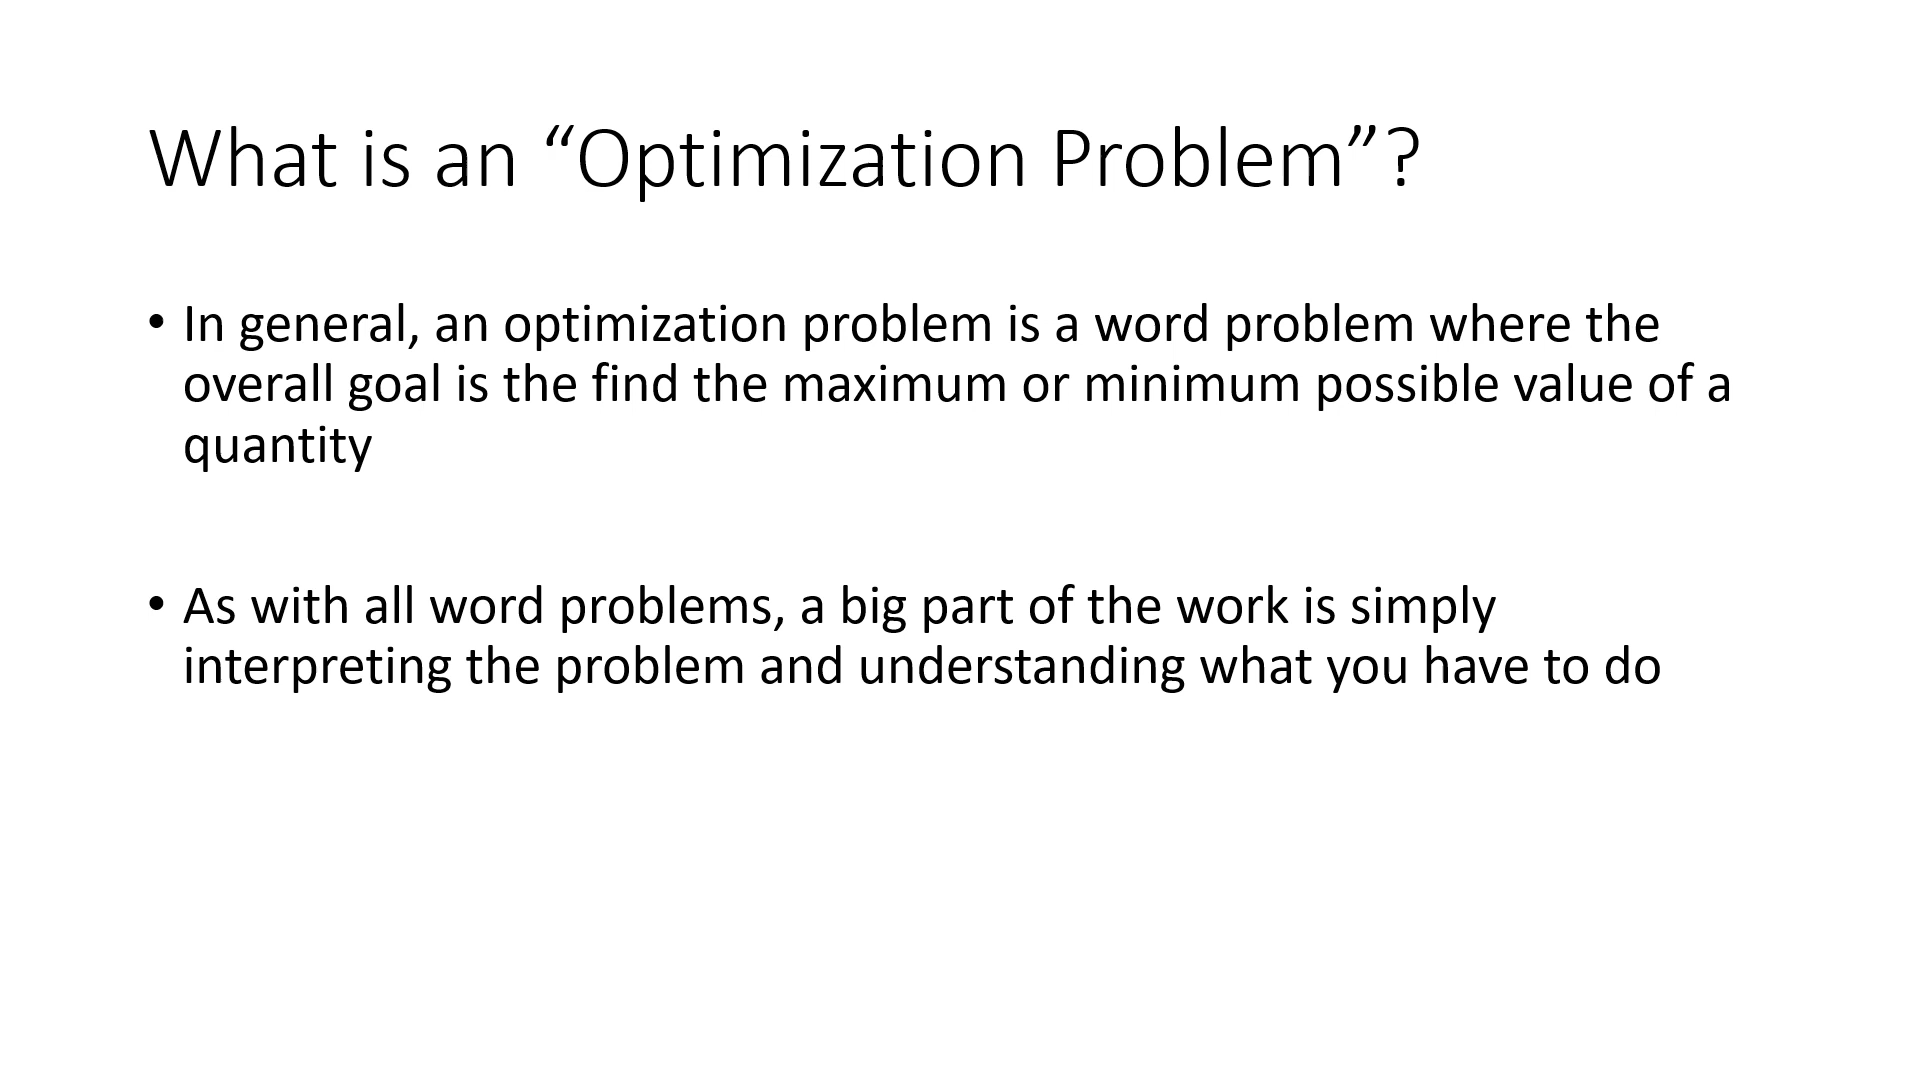 What is an “Optimization Problem”?
• In general, an optimization problem is a word problem where the
overall goal is the find the maximum or minimum possible value of a
quantity
• As with all word problems, a big part of the work is simply
interpreting the problem and understanding what you have to do